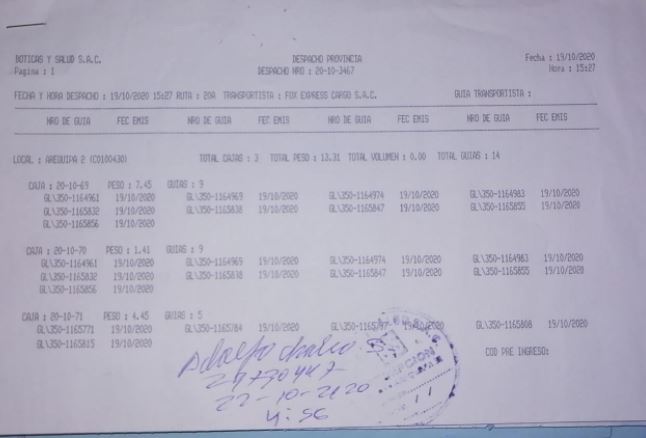 BOTICAS Y SALUD S.A.C. DESPACHO PROVINCIA Fecha : 19/10/2020
Pagina : 1 DESPACHO NRO : 20-10-3467 Hora : 15:27
FECHA Y HORA DESPACHO : 19/10/2020 15:27 RUTA : 20A TRANSPORTISTA : FOX EXPRESS CARGO S.A.C. GUIA TRANSPORTISTA :
NRO DE GUIA FEC EMIS NRO DE GUIA FEC EMIS NRO DE GUIA FEC EMIS NRO DE GUIA FEC EMIS
LOCAL : AREQUIPA 2 (C0100430) TOTAL CAJAS : 3 TOTAL PESO : 13.31 TOTAL VOLUMEN : 0.00 TOTAL GUIAS : 14
CAJA : 20-10-69 PESO : 7.45 GUIAS : 9
GL\350-1164961 19/10/2020 GL\350-1164969 19/10/2020 GL\350-1164974 19/10/2020 GL\350-1164983 19/10/2020
GL\350-1165832 19/10/2020 GL\350-1165838 19/10/2020 GL\350-1165847 19/10/2020 GL\350-1165855 19/10/2020
GL\350-1165856 19/10/2020
CAJA : 20-10-70 PESO : 1.41 GUIAS : 9
GL\350-1164961 19/10/2020 GL\350-1164969 19/10/2020 GL\350-1164974 19/10/2020 GL\350-1164983 19/10/2020
GL\350-1165832 19/10/2020 GL\350-1165838 19/10/2020 GL\350-1165847 19/10/2020 GL\350-1165855 19/10/2020
GL\350-1165856 19/10/2020
CAJA : 20-10-71 PESO : 4.45 GUIAS : 5
GL\350-1165771 19/10/2020 GL\350-1165784 19/10/2020 GL\350-1165797 19/10/2020 GL\350-1165808 19/10/2020
GL\350-1165815 19/10/2020 COD PRE INGRESO:
Adolfo
22-10-2020
4:56
11